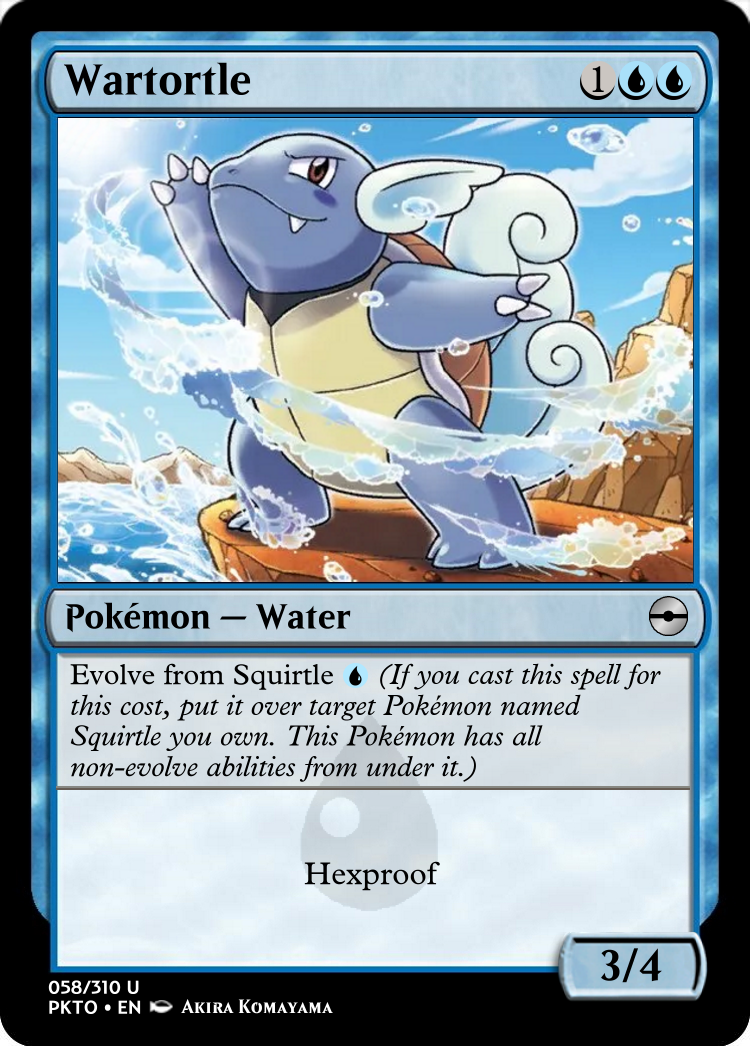 Wartortle 1
Pokémon — Water
Evolve from Squirtle (If you cast this spell for
this cost, put it over target Pokémon named
Squirtle you own. This Pokémon has all
non-evolve abilities from under it.)
Hexproof
3/4
058/310 U
PKTO • EN Akira Komayama